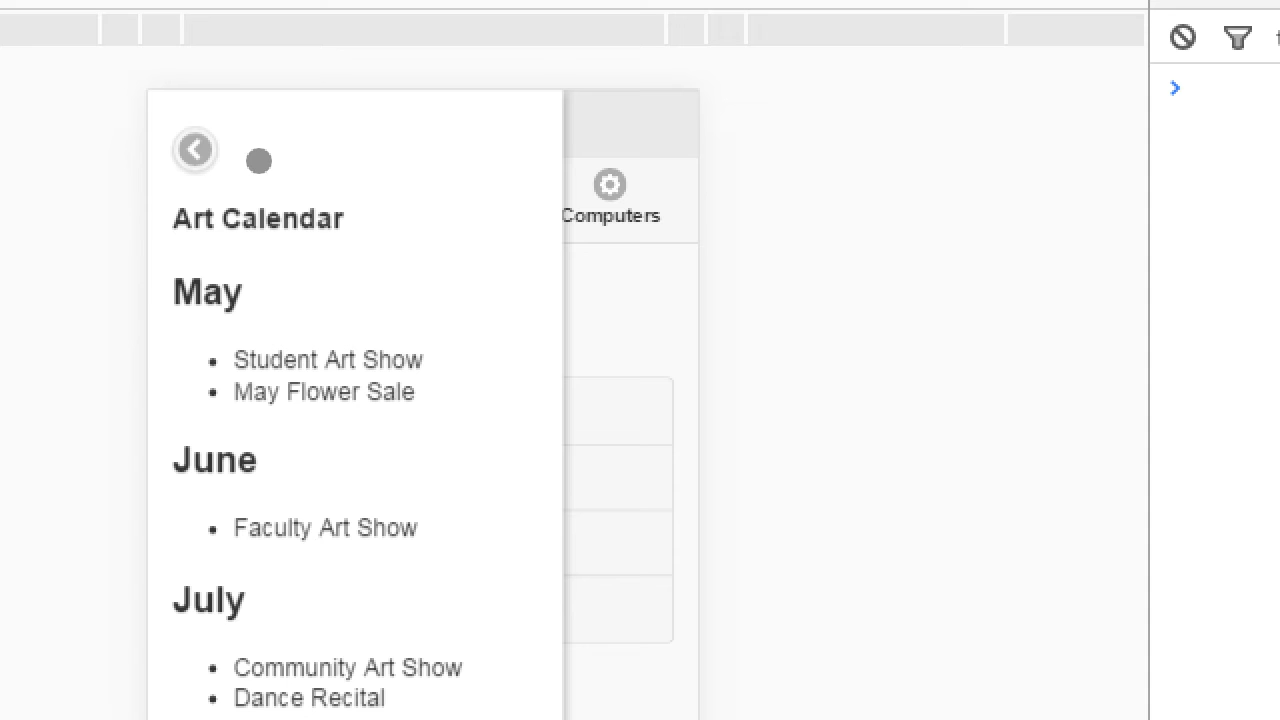 Computers
Art Calendar
May
Student Art Show
May Flower Sale
June
Faculty Art Show
July
Community Art Show
Dance Recital